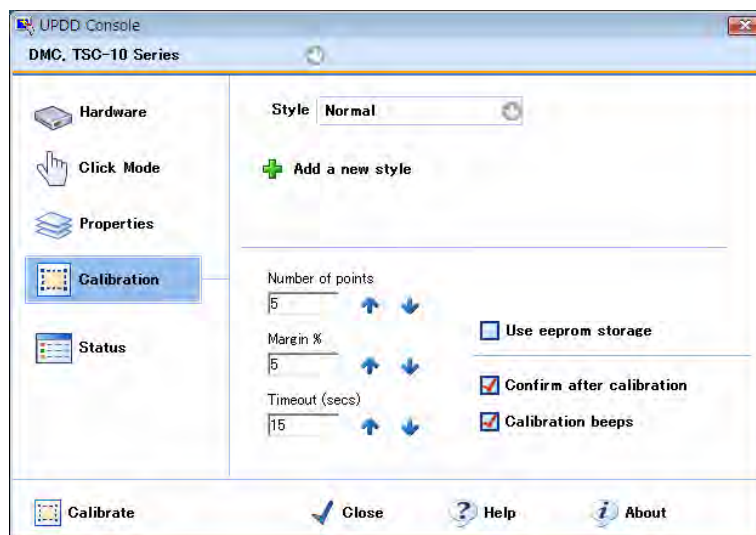 UPDD Console
DMC, TSC-10 Series
Hardware
Click Mode
Properties
Calibration
Status
Style Normal
Add a new style
Number of points
5
Margin %
5
Timeout (secs)
15
Use eeprom storage
Confirm after calibration
Calibration beeps
Calibrate
Close
Help
About